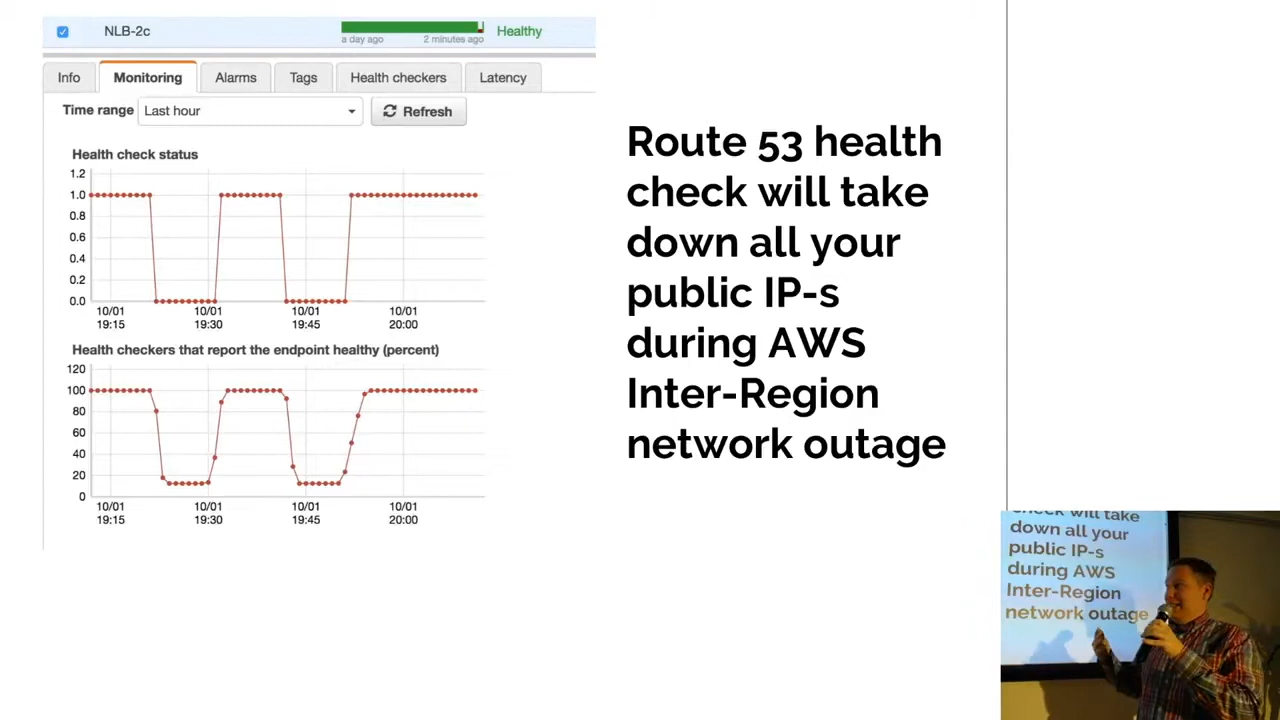 NLB-2c
a day ago 2 minutes ago
Healthy
Info Monitoring Alarms Tags Health checkers Latency
Time range Last hour Refresh
Health check status
1.2
1.0
0.8
0.6
0.4
0.2
0.0
10/01 10/01 10/01 10/01
19:15 19:30 19:45 20:00
Health checkers that report the endpoint healthy (percent)
120
100
80
60
40
20
0
10/01 10/01 10/01 10/01
19:15 19:30 19:45 20:00
Route 53 health
check will take
down all your
public IP-s
during AWS
Inter-Region
network outage
check will take
down all your
public IP-s
during AWS
Inter-Region
network outage